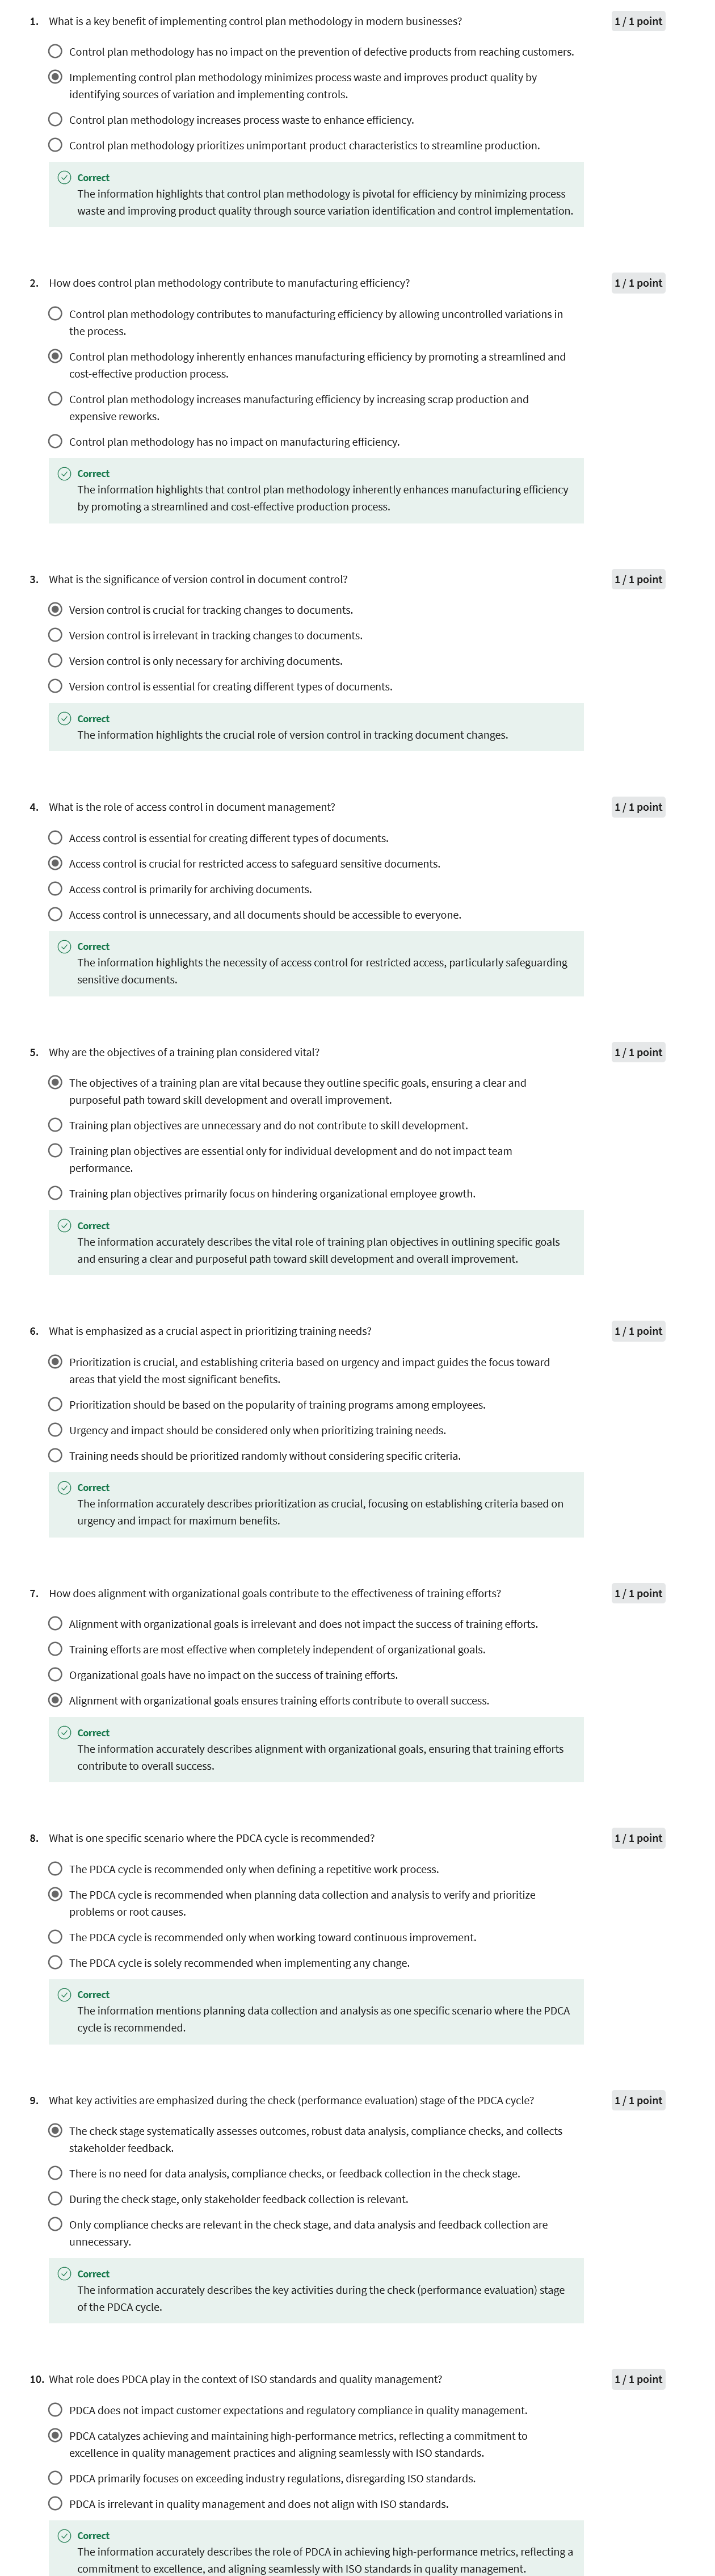 1. What is a key benefit of implementing control plan methodology in modern businesses? 1 / 1 point
Control plan methodology has no impact on the prevention of defective products from reaching customers.
Implementing control plan methodology minimizes process waste and improves product quality by
identifying sources of variation and implementing controls.
Control plan methodology increases process waste to enhance efficiency.
Control plan methodology prioritizes unimportant product characteristics to streamline production.
Correct
The information highlights that control plan methodology is pivotal for efficiency by minimizing process
waste and improving product quality through source variation identification and control implementation.
2. How does control plan methodology contribute to manufacturing efficiency? 1 / 1 point
Control plan methodology contributes to manufacturing efficiency by allowing uncontrolled variations in
the process.
Control plan methodology inherently enhances manufacturing efficiency by promoting a streamlined and
cost-effective production process.
Control plan methodology increases manufacturing efficiency by increasing scrap production and
expensive reworks.
Control plan methodology has no impact on manufacturing efficiency.
Correct
The information highlights that control plan methodology inherently enhances manufacturing efficiency
by promoting a streamlined and cost-effective production process.
3. What is the significance of version control in document control? 1 / 1 point
Version control is crucial for tracking changes to documents.
Version control is irrelevant in tracking changes to documents.
Version control is only necessary for archiving documents.
Version control is essential for creating different types of documents.
Correct
The information highlights the crucial role of version control in tracking document changes.
4. What is the role of access control in document management? 1 / 1 point
Access control is essential for creating different types of documents.
Access control is crucial for restricted access to safeguard sensitive documents.
Access control is primarily for archiving documents.
Access control is unnecessary, and all documents should be accessible to everyone.
Correct
The information highlights the necessity of access control for restricted access, particularly safeguarding
sensitive documents.
5. Why are the objectives of a training plan considered vital? 1 / 1 point
The objectives of a training plan are vital because they outline specific goals, ensuring a clear and
purposeful path toward skill development and overall improvement.
Training plan objectives are unnecessary and do not contribute to skill development.
Training plan objectives are essential only for individual development and do not impact team
performance.
Training plan objectives primarily focus on hindering organizational employee growth.
Correct
The information accurately describes the vital role of training plan objectives in outlining specific goals
and ensuring a clear and purposeful path toward skill development and overall improvement.
6. What is emphasized as a crucial aspect in prioritizing training needs? 1 / 1 point
Prioritization is crucial, and establishing criteria based on urgency and impact guides the focus toward
areas that yield the most significant benefits.
Prioritization should be based on the popularity of training programs among employees.
Urgency and impact should be considered only when prioritizing training needs.
Training needs should be prioritized randomly without considering specific criteria.
Correct
The information accurately describes prioritization as crucial, focusing on establishing criteria based on
urgency and impact for maximum benefits.
7. How does alignment with organizational goals contribute to the effectiveness of training efforts? 1 / 1 point
Alignment with organizational goals is irrelevant and does not impact the success of training efforts.
Training efforts are most effective when completely independent of organizational goals.
Organizational goals have no impact on the success of training efforts.
Alignment with organizational goals ensures training efforts contribute to overall success.
Correct
The information accurately describes alignment with organizational goals, ensuring that training efforts
contribute to overall success.
8. What is one specific scenario where the PDCA cycle is recommended? 1 / 1 point
The PDCA cycle is recommended only when defining a repetitive work process.
The PDCA cycle is recommended when planning data collection and analysis to verify and prioritize
problems or root causes.
The PDCA cycle is recommended only when working toward continuous improvement.
The PDCA cycle is solely recommended when implementing any change.
Correct
The information mentions planning data collection and analysis as one specific scenario where the PDCA
cycle is recommended.
9. What key activities are emphasized during the check (performance evaluation) stage of the PDCA cycle? 1 / 1 point
The check stage systematically assesses outcomes, robust data analysis, compliance checks, and collects
stakeholder feedback.
There is no need for data analysis, compliance checks, or feedback collection in the check stage.
During the check stage, only stakeholder feedback collection is relevant.
Only compliance checks are relevant in the check stage, and data analysis and feedback collection are
unnecessary.
Correct
The information accurately describes the key activities during the check (performance evaluation) stage
of the PDCA cycle.
10. What role does PDCA play in the context of ISO standards and quality management? 1 / 1 point
PDCA does not impact customer expectations and regulatory compliance in quality management.
PDCA catalyzes achieving and maintaining high-performance metrics, reflecting a commitment to
excellence in quality management practices and aligning seamlessly with ISO standards.
PDCA primarily focuses on exceeding industry regulations, disregarding ISO standards.
PDCA is irrelevant in quality management and does not align with ISO standards.
Correct
The information accurately describes the role of PDCA in achieving high-performance metrics, reflecting a
commitment to excellence, and aligning seamlessly with ISO standards in quality management.